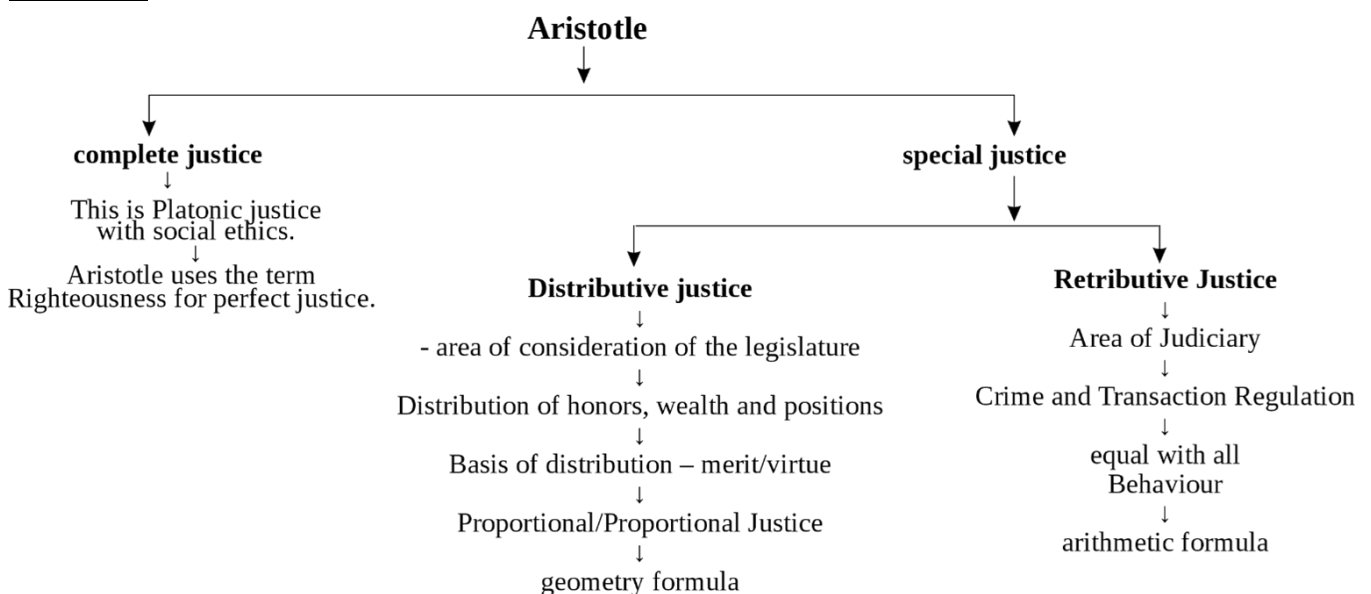 Aristotle
complete justice
↓
This is Platonic justice
with social ethics.
↓
Aristotle uses the term
Righteousness for perfect justice.
special justice
Distributive justice
↓
- area of consideration of the legislature
↓
Distribution of honors, wealth and positions
↓
Basis of distribution – merit/virtue
↓
Proportional/Proportional Justice
↓
geometry formula
Retributive Justice
↓
Area of Judiciary
↓
Crime and Transaction Regulation
↓
equal with all
Behaviour
↓
arithmetic formula